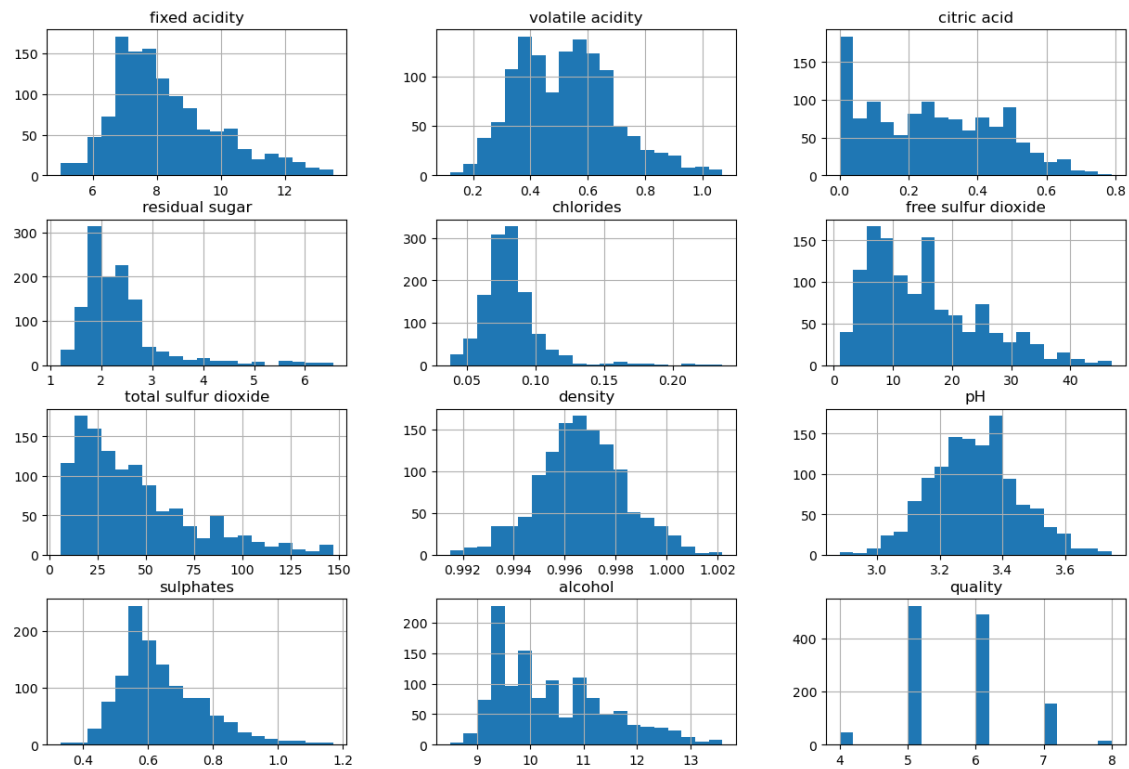 fixed acidity
150
100
50
0
6 8 10 12
volatile acidity
100
50
0
0.2 0.4 0.6 0.8 1.0
citric acid
150
100
50
0
0.0 0.2 0.4 0.6 0.8
residual sugar
300
200
100
0
1 2 3 4 5 6
chlorides
300
200
100
0
0.05 0.10 0.15 0.20
free sulfur dioxide
150
100
50
0
0 10 20 30 40
total sulfur dioxide
150
100
50
0
0 25 50 75 100 125 150
density
150
100
50
0
0.992 0.994 0.996 0.998 1.000 1.002
pH
150
100
50
0
3.0 3.2 3.4 3.6
sulphates
200
100
0
0.4 0.6 0.8 1.0 1.2
alcohol
200
150
100
50
0
9 10 11 12 13
quality
400
200
0
4 5 6 7 8